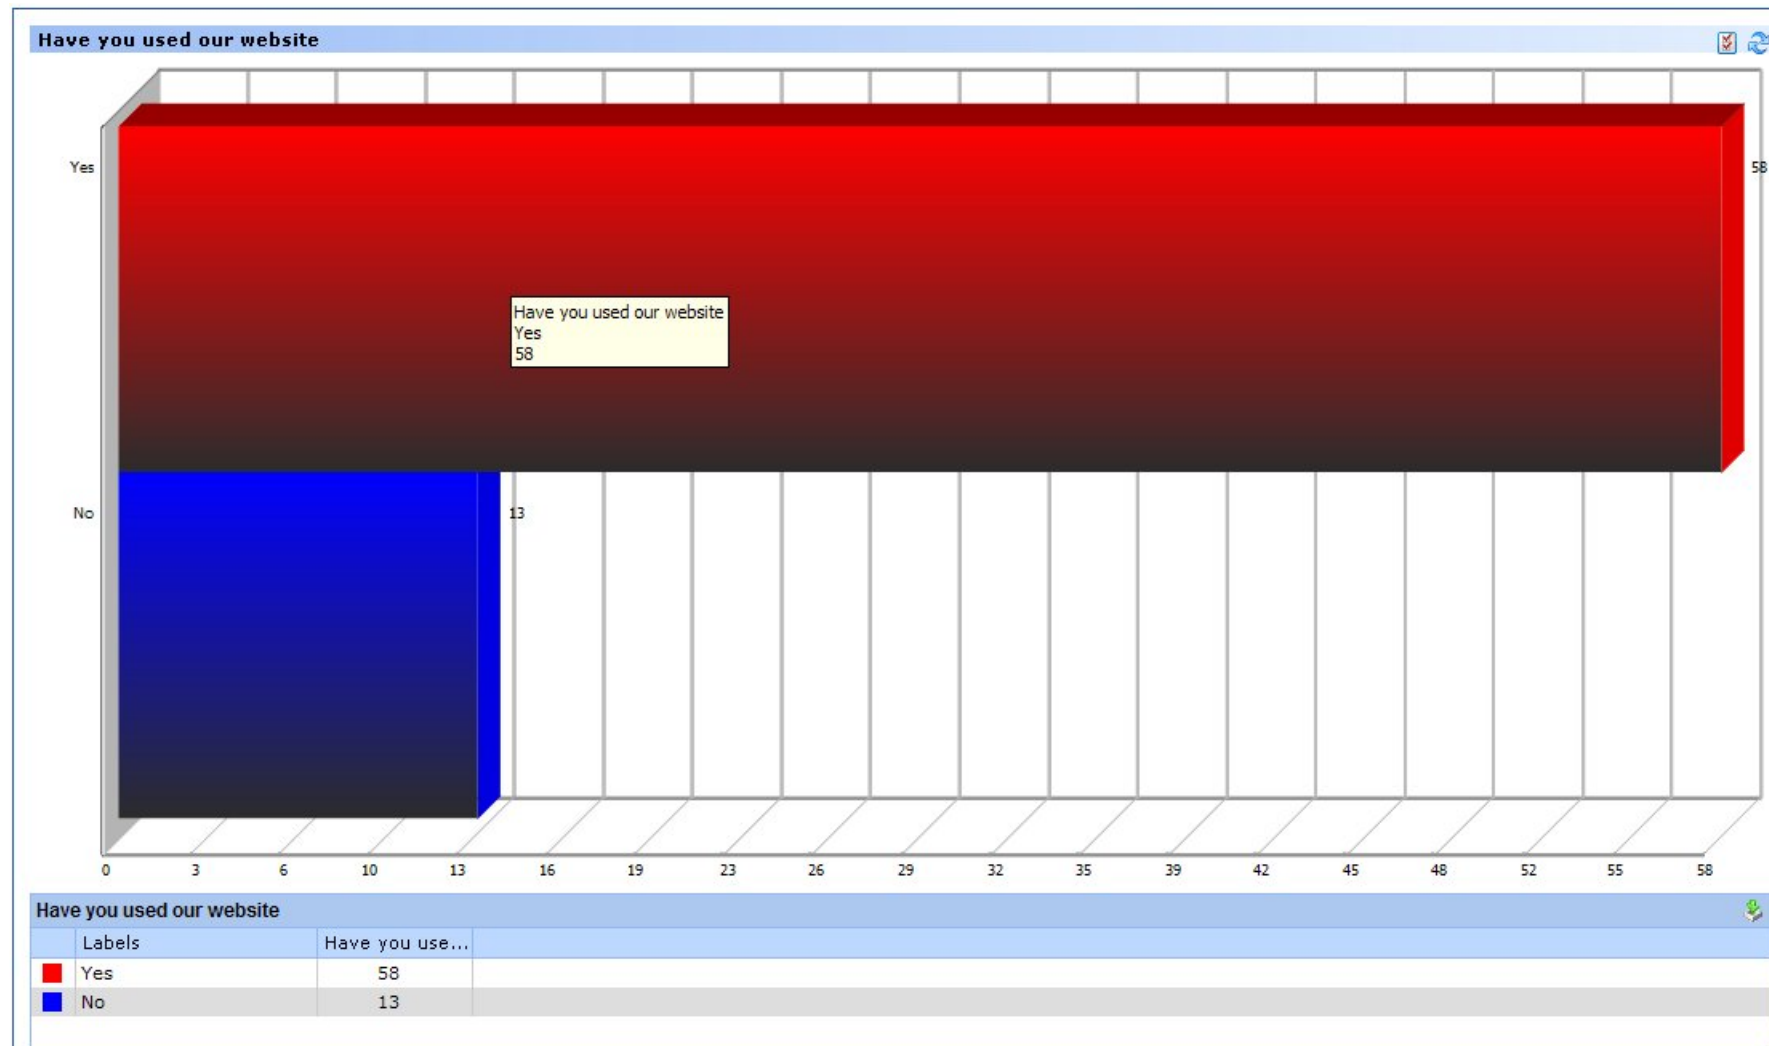 Have you used our website
Yes
58
Have you used our website
Yes
58
No
13
0 3 6 10 13 16 19 23 26 29 32 35 39 42 45 48 52 55 58
Have you used our website
Labels Have you use...
Yes 58
No 13